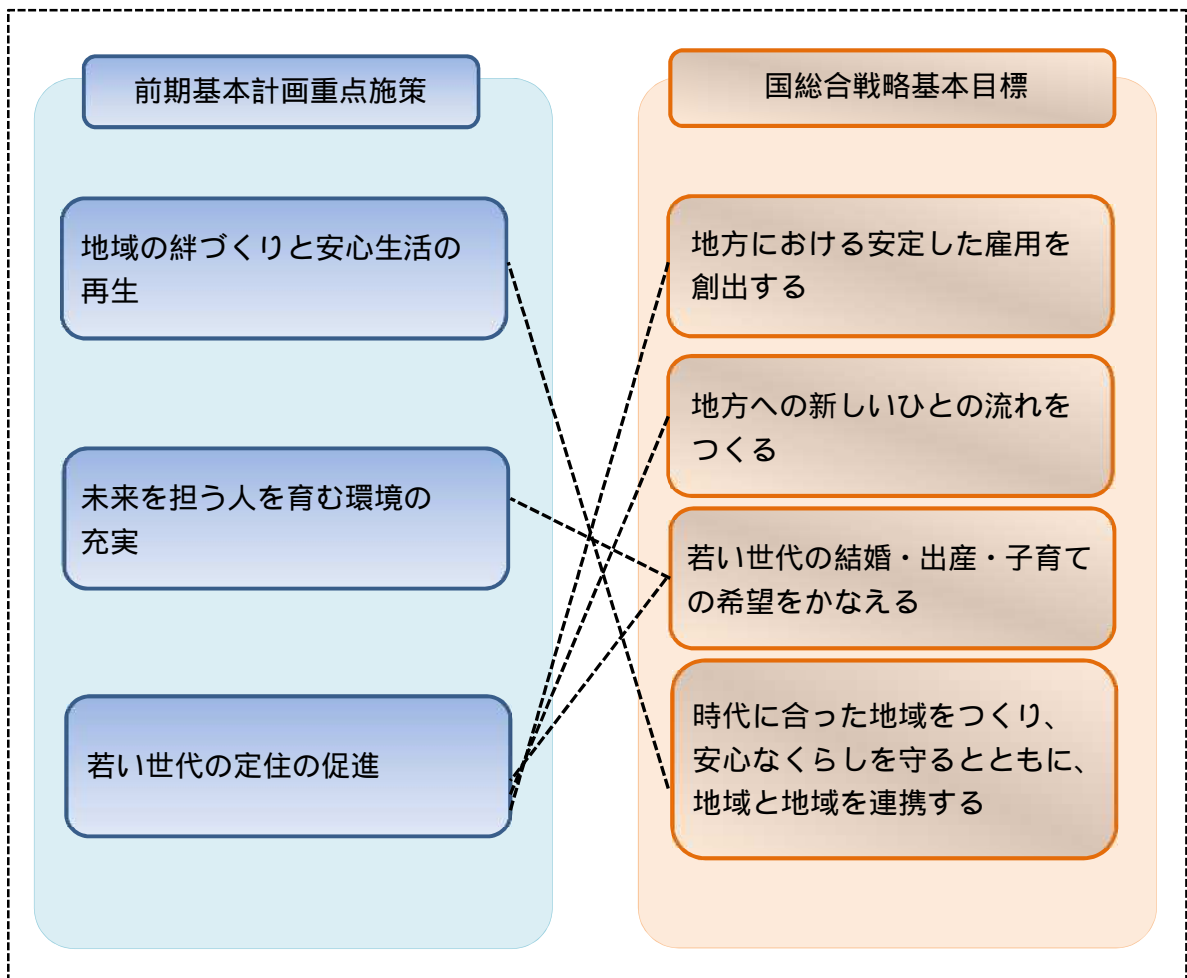 前期基本計画重点施策
地域の絆づくりと安心生活の
再生
未来を担う人を育む環境の
充実
若い世代の定住の促進
国総合戦略基本目標
地方における安定した雇用を
創出する
地方への新しいひとの流れを
つくる
若い世代の結婚・出産・子育て
の希望をかなえる
時代に合った地域をつくり、
安心なくらしを守るとともに、
地域と地域を連携する